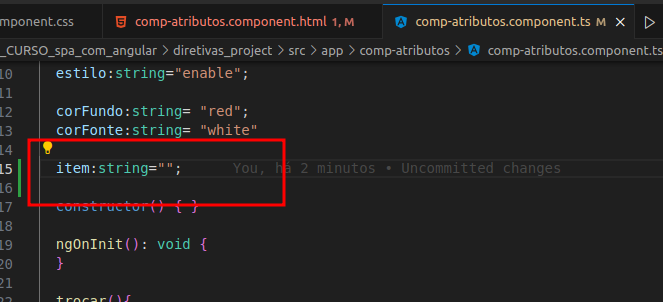 mponent.css
comp-atributos.component.html 1, M
comp-atributos.component.ts M
_CURSO_spa_com_angular > diretivas_project > src > app > comp-atributos > comp-atributos.component.ts
10 estilo:string="enable";
11
12 corFundo:string= "red";
13 corFonte:string= "white"
14
15 item:string=""; You, há 2 minutos • Uncommitted changes
16
17 constructor() { }
18
19 ngOnInit(): void {
20 }
21
22 trocar(){